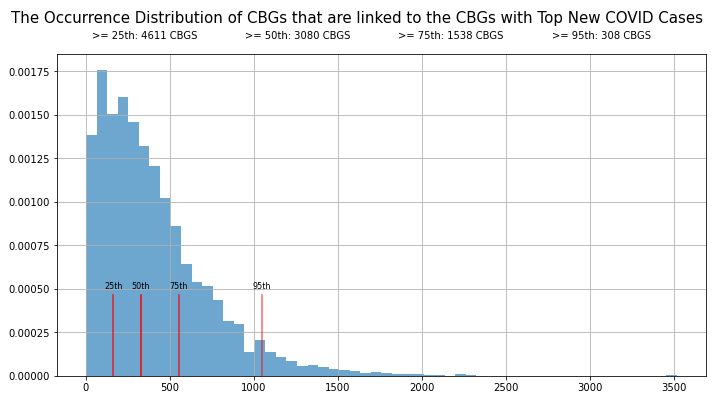 The Occurrence Distribution of CBGs that are linked to the CBGs with Top New COVID Cases
>= 25th: 4611 CBGS >= 50th: 3080 CBGS >= 75th: 1538 CBGS >= 95th: 308 CBGS
0.00175
0.00150
0.00125
0.00100
0.00075
0.00050
25th 50th 75th 95th
0.00025
0.00000
0 500 1000 1500 2000 2500 3000 3500